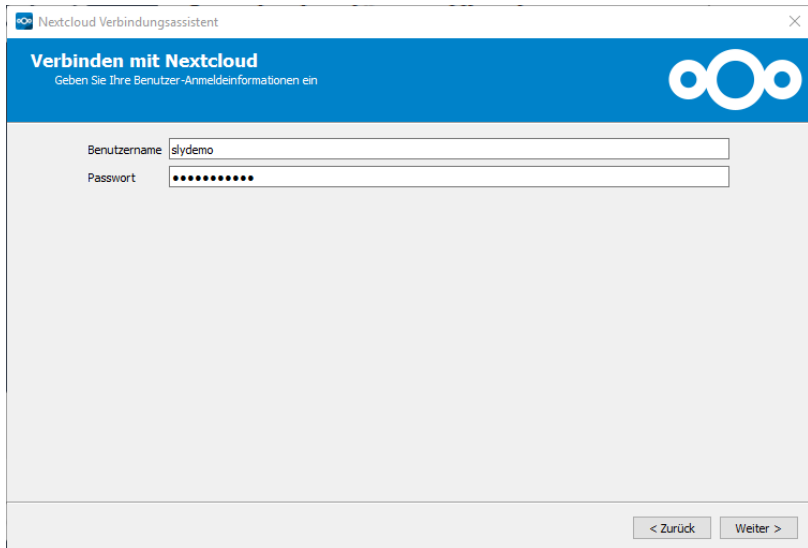 Nextcloud Verbindungsassistent
Verbinden mit Nextcloud
Geben Sie Ihre Benutzer-Anmeldeinformationen ein
Benutzername slydemo
Passwort •••••••••••
< Zurück Weiter >